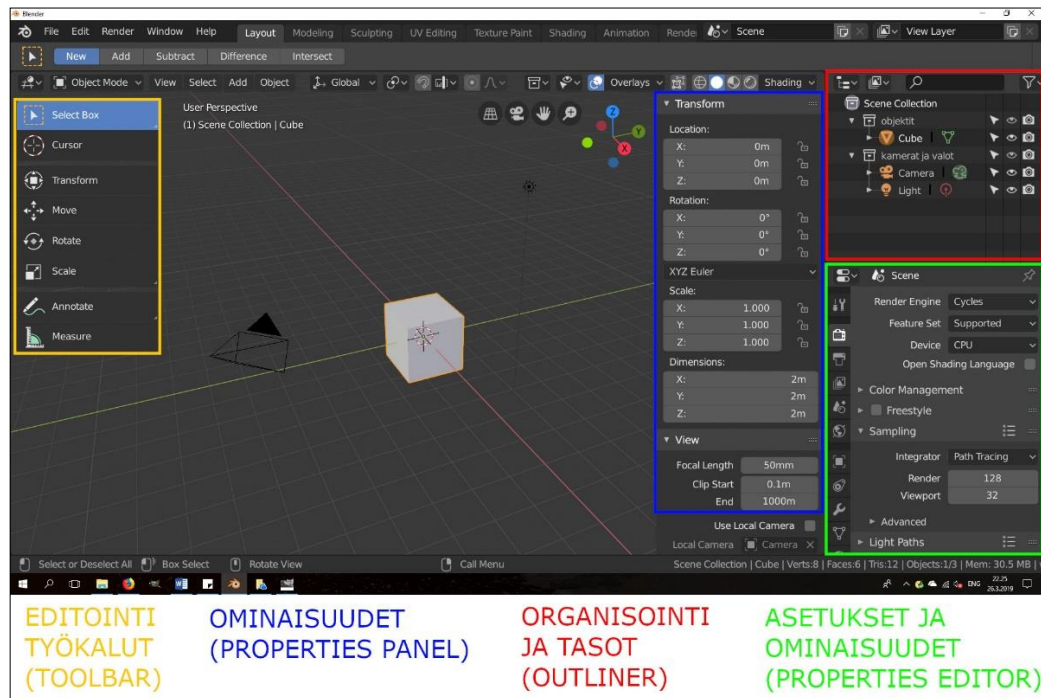 Blender
File Edit Render Window Help Layout Modeling Sculpting UV Editing Texture Paint Shading Animation Rende Scene View Layer
New Add Subtract Difference Intersect
Object Mode View Select Add Object Global Overlays Shading
Select Box
Cursor
Transform
Move
Rotate
Scale
Annotate
Measure
User Perspective
(1) Scene Collection | Cube
Z
Y
X
Transform
Location:
X: 0m
Y: 0m
Z: 0m
Rotation:
X: 0°
Y: 0°
Z: 0°
XYZ Euler
Scale:
X: 1.000
Y: 1.000
Z: 1.000
Dimensions:
X: 2m
Y: 2m
Z: 2m
View
Focal Length 50mm
Clip Start 0.1m
End 1000m
Use Local Camera
Local Camera Camera
Scene Collection
objektit
Cube
kamerat ja valot
Camera
Light
Scene
Render Engine Cycles
Feature Set Supported
Device CPU
Open Shading Language
Color Management
Freestyle
Sampling
Integrator Path Tracing
Render 128
Viewport 32
Advanced
Light Paths
Select or Deselect All Box Select Rotate View Call Menu Scene Collection | Cube | Verts:8 | Faces:6 | Tris:12 | Objects:1/3 | Mem: 30.5 MB |
DNG 22.25
26.3.2019
EDITOINTI
TYÖKALUT
(TOOLBAR)
OMINAISUUDET
(PROPERTIES PANEL)
ORGANISOINTI
JA TASOT
(OUTLINER)
ASETUKSET JA
OMINAISUUDET
(PROPERTIES EDITOR)